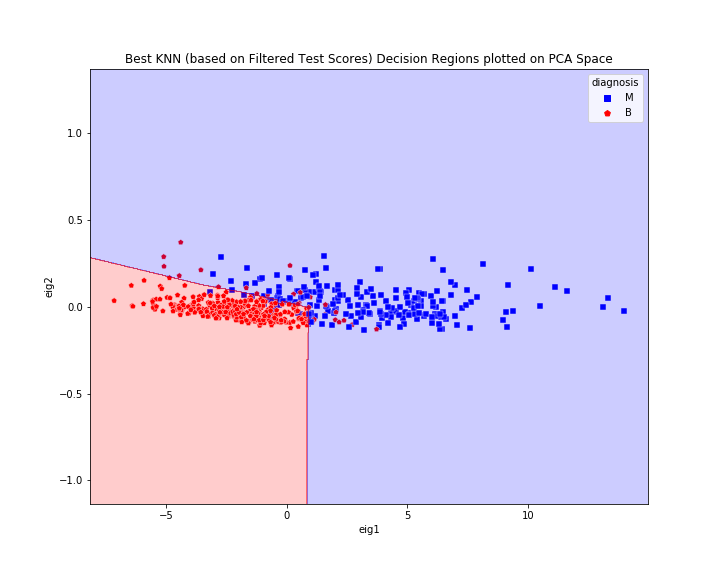 Best KNN (based on Filtered Test Scores) Decision Regions plotted on PCA Space
diagnosis
M
B
1.0
0.5
0.0
−0.5
−1.0
eig2
−5
0
5
10
eig1